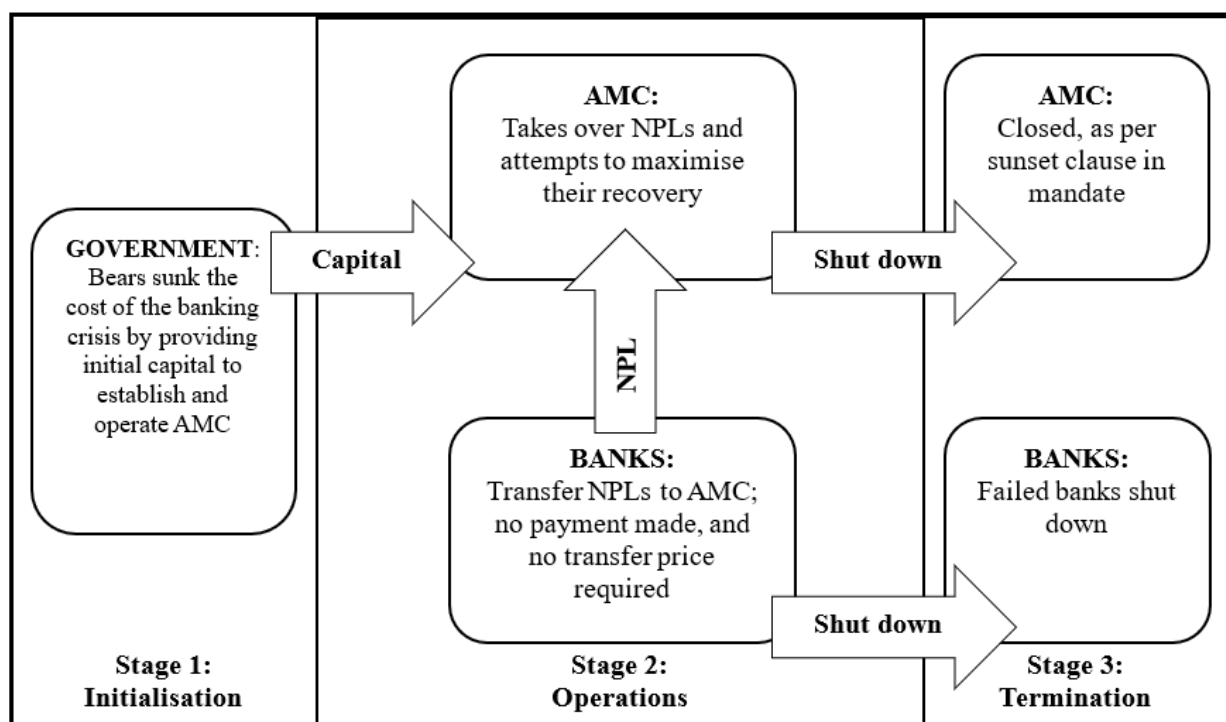 GOVERNMENT:
Bears sunk the
cost of the banking
crisis by providing
initial capital to
establish and
operate AMC
Capital
AMC:
Takes over NPLs and
attempts to maximise
their recovery
NPL
BANKS:
Transfer NPLs to AMC;
no payment made, and
no transfer price
required
Shut down
Shut down
AMC:
Closed, as per
sunset clause in
mandate
BANKS:
Failed banks shut
down
Stage 1:
Initialisation
Stage 2:
Operations
Stage 3:
Termination